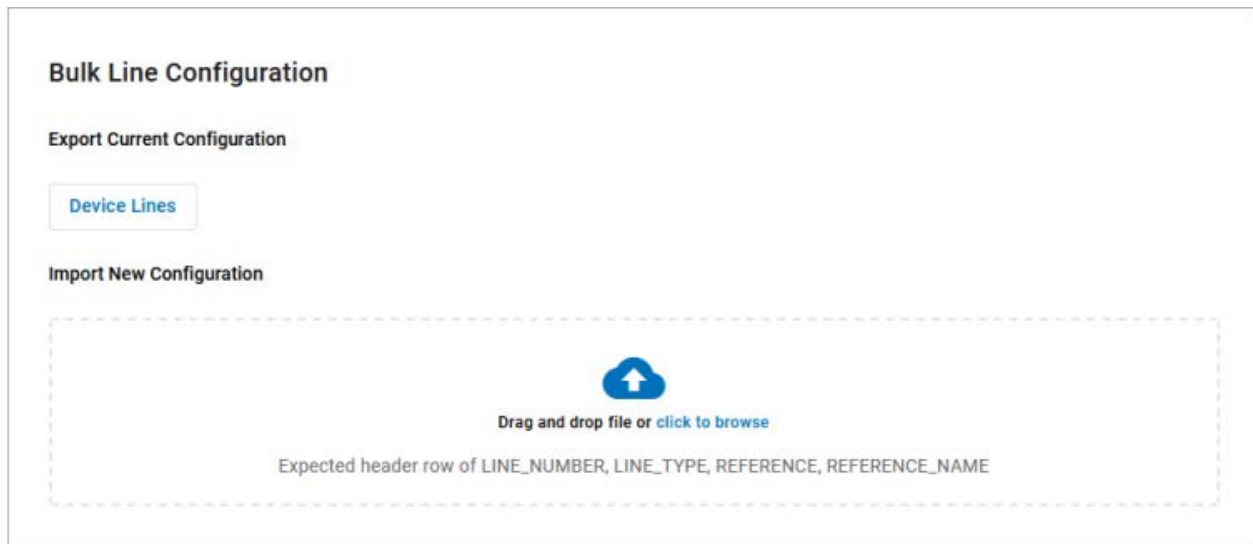 Bulk Line Configuration
Export Current Configuration
Device Lines
Import New Configuration
Drag and drop file or click to browse
Expected header row of LINE_NUMBER, LINE_TYPE, REFERENCE, REFERENCE_NAME